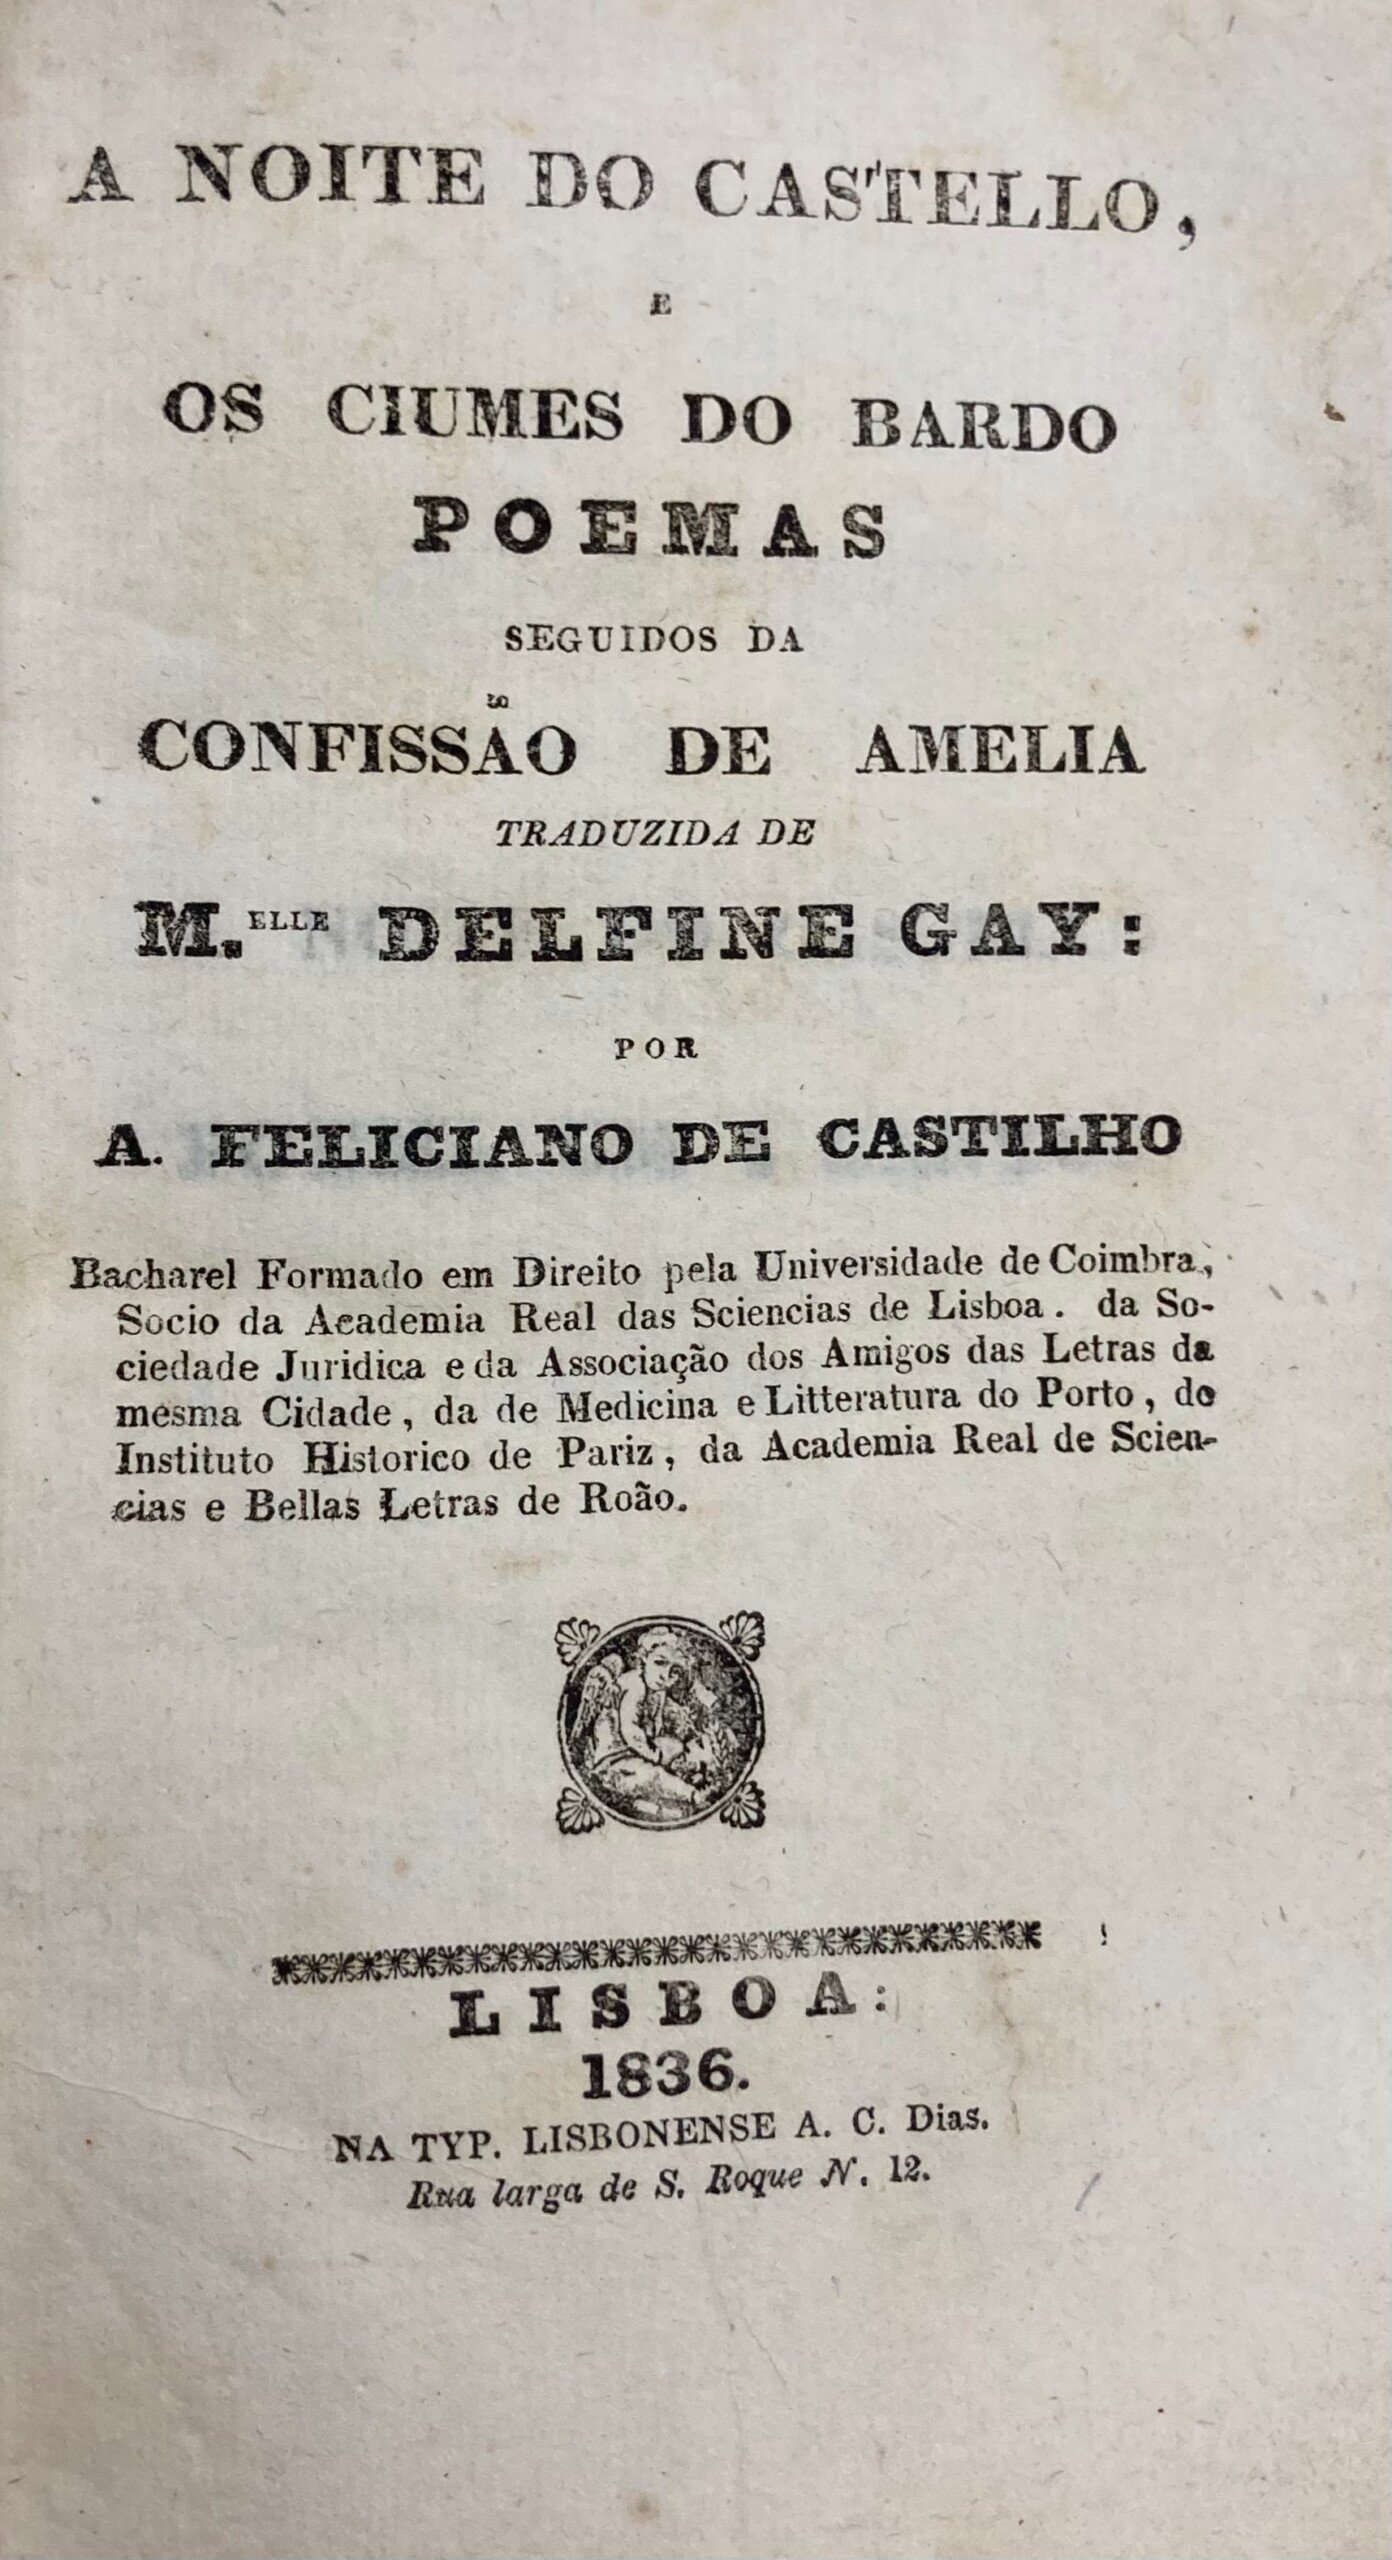 A NOITE DO CASTELLO,
E
OS CIUMES DO BARDO
POEMAS
SEGUIDOS DA
CONFISSÃO DE AMELIA
TRADUZIDA DE
M.ELLE DELFINE GAY:
POR
A. FELICIANO DE CASTILHO
Bacharel Formado em Direito pela Universidade de Coimbra,
Socio da Academia Real das Sciencias de Lisboa. da So-
ciedade Juridica e da Associação dos Amigos das Letras da
mesma Cidade, da de Medicina e Litteratura do Porto, do
Instituto Historico de Pariz, da Academia Real de Scien-
cias e Bellas Letras de Roão.
LISBOA:
1836.
NA TYP. LISBONENSE A. C. Dias.
Rua larga de S. Roque N. 12.